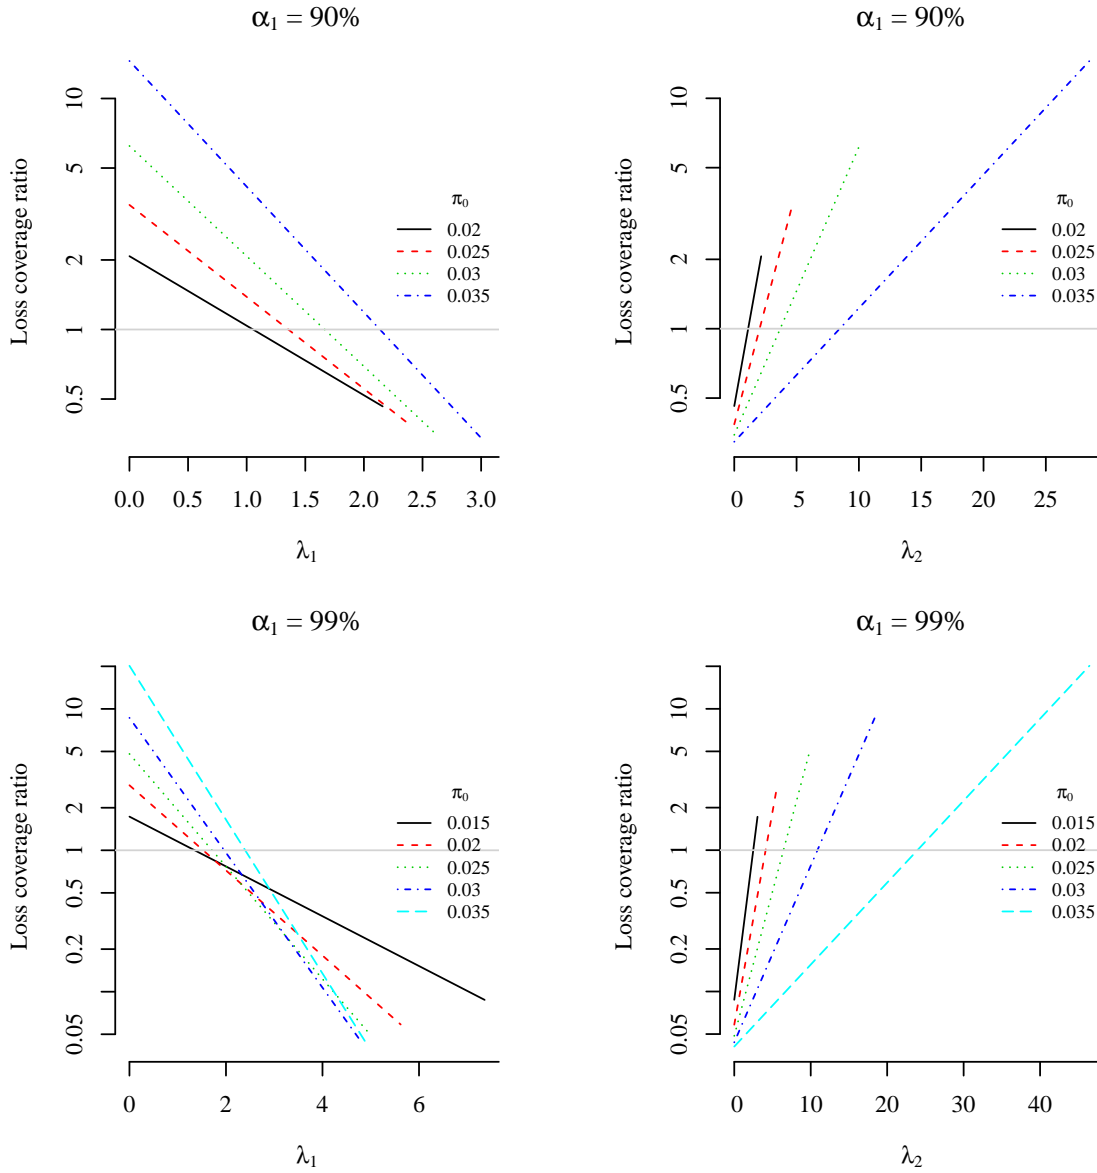 α₁ = 90%
Loss coverage ratio
10
5
2
1
0.5
π₀
0.02
0.025
0.03
0.035
0.0 0.5 1.0 1.5 2.0 2.5 3.0
λ₁
α₁ = 90%
Loss coverage ratio
10
5
2
1
0.5
π₀
0.02
0.025
0.03
0.035
0 5 10 15 20 25
λ₂
α₁ = 99%
Loss coverage ratio
10
5
2
1
0.5
0.2
0.05
π₀
0.015
0.02
0.025
0.03
0.035
0 2 4 6
λ₁
α₁ = 99%
Loss coverage ratio
10
5
2
1
0.5
0.2
0.05
π₀
0.015
0.02
0.025
0.03
0.035
0 10 20 30 40
λ₂